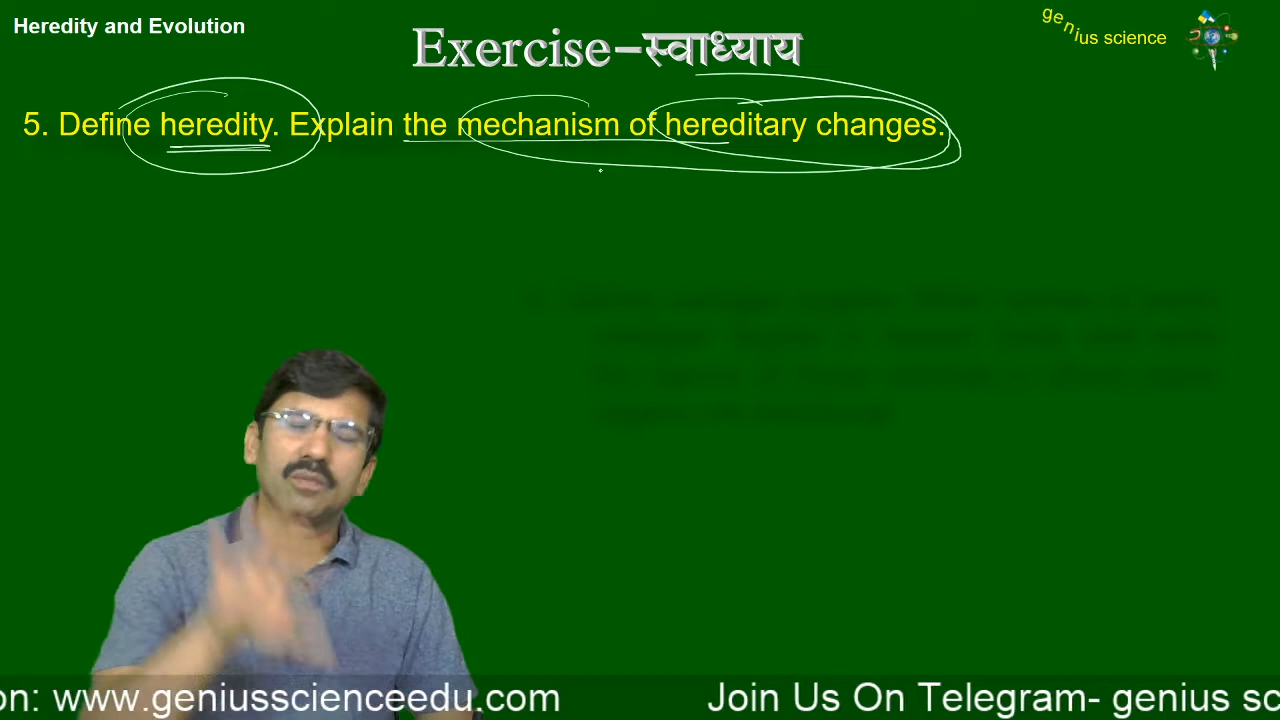 Heredity and Evolution
Exercise-स्वाध्याय
genius science
5. Define heredity. Explain the mechanism of hereditary changes.
on: www.geniusscienceedu.com Join Us On Telegram- genius sc